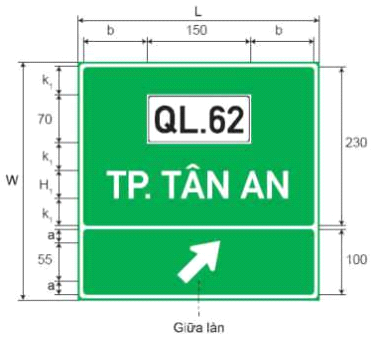 L
b 150 b
k₁
70
k₁
W
H₁
k₁
a
55
a
QL.62
TP. TÂN AN
230
100
Giữa làn